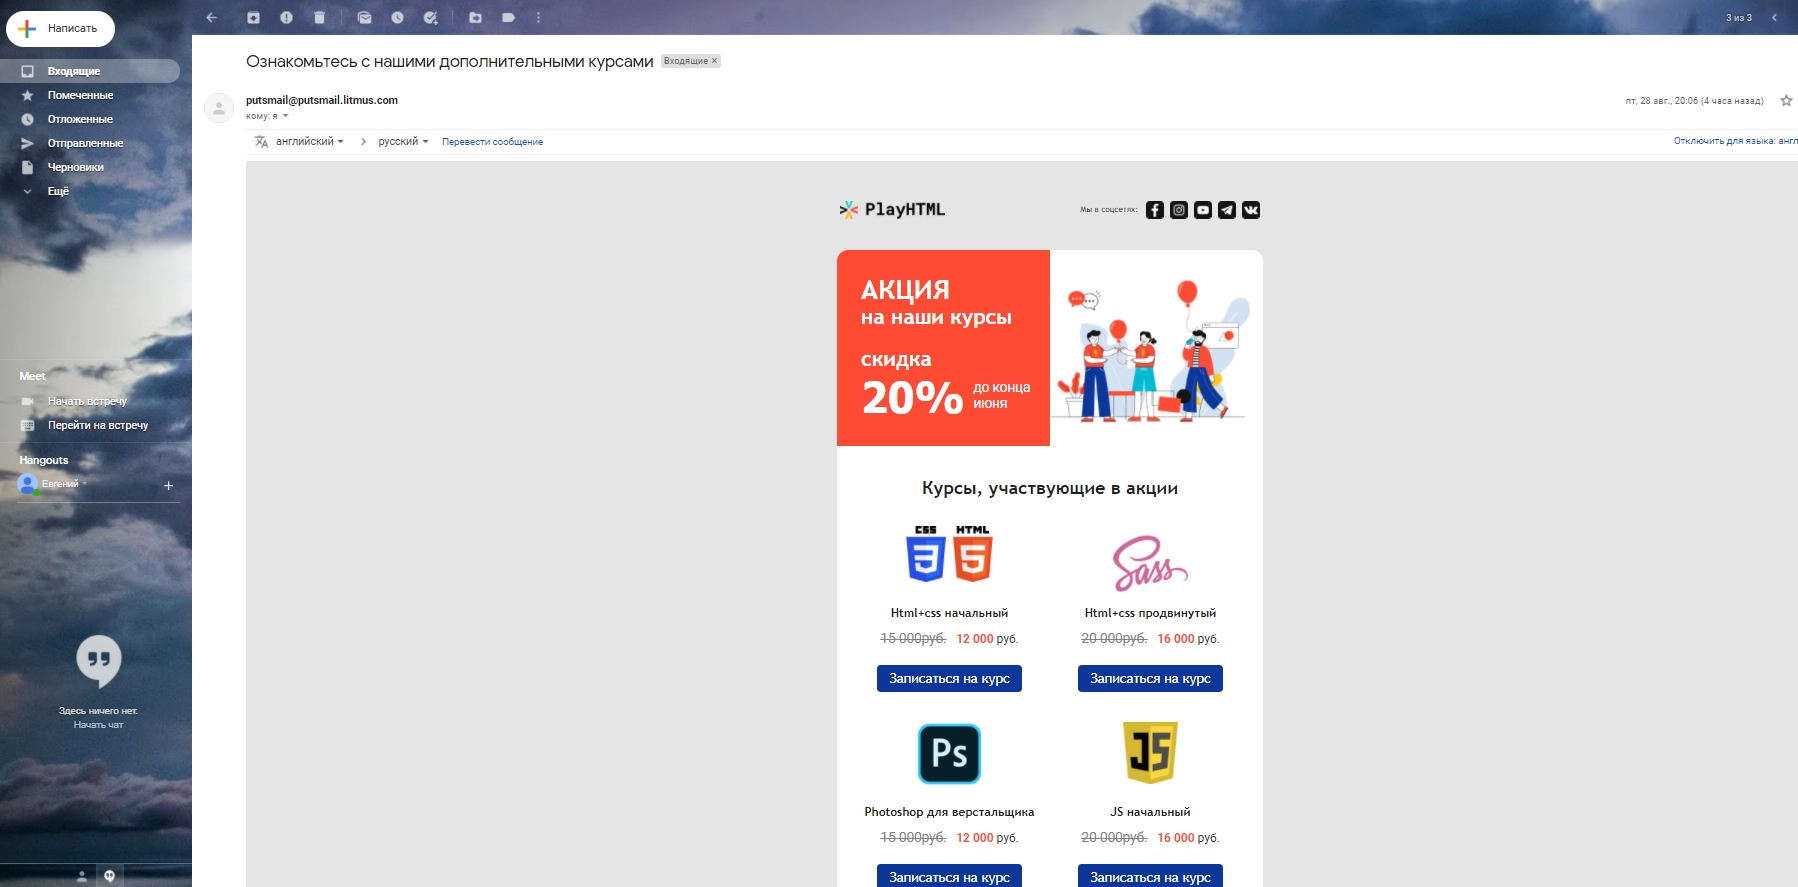 Написать
3 из 3
Входящие
Помеченные
Отложенные
Отправленные
Черновики
Ещё
Meet
Начать встречу
Перейти на встречу
Hangouts
Евгений
Здесь ничего нет.
Начать чат
Ознакомьтесь с нашими дополнительными курсами Входящие ×
putsmail@putsmail.litmus.com
пт, 28 авг., 20:06 (4 часа назад)
кому: я
английский > русский Перевести сообщение
Отключить для языка: англ
PlayHTML
Мы в соцсетях:
АКЦИЯ
на наши курсы
скидка
20% до конца
июня
Курсы, участвующие в акции
CSS HTML
3 5
Sass
Html+css начальный
Html+css продвинутый
15 000руб. 12 000 руб.
20 000руб. 16 000 руб.
Записаться на курс
Записаться на курс
Ps
JS
Photoshop для верстальщика
JS начальный
15 000руб. 12 000 руб.
20 000руб. 16 000 руб.
Записаться на курс
Записаться на курс